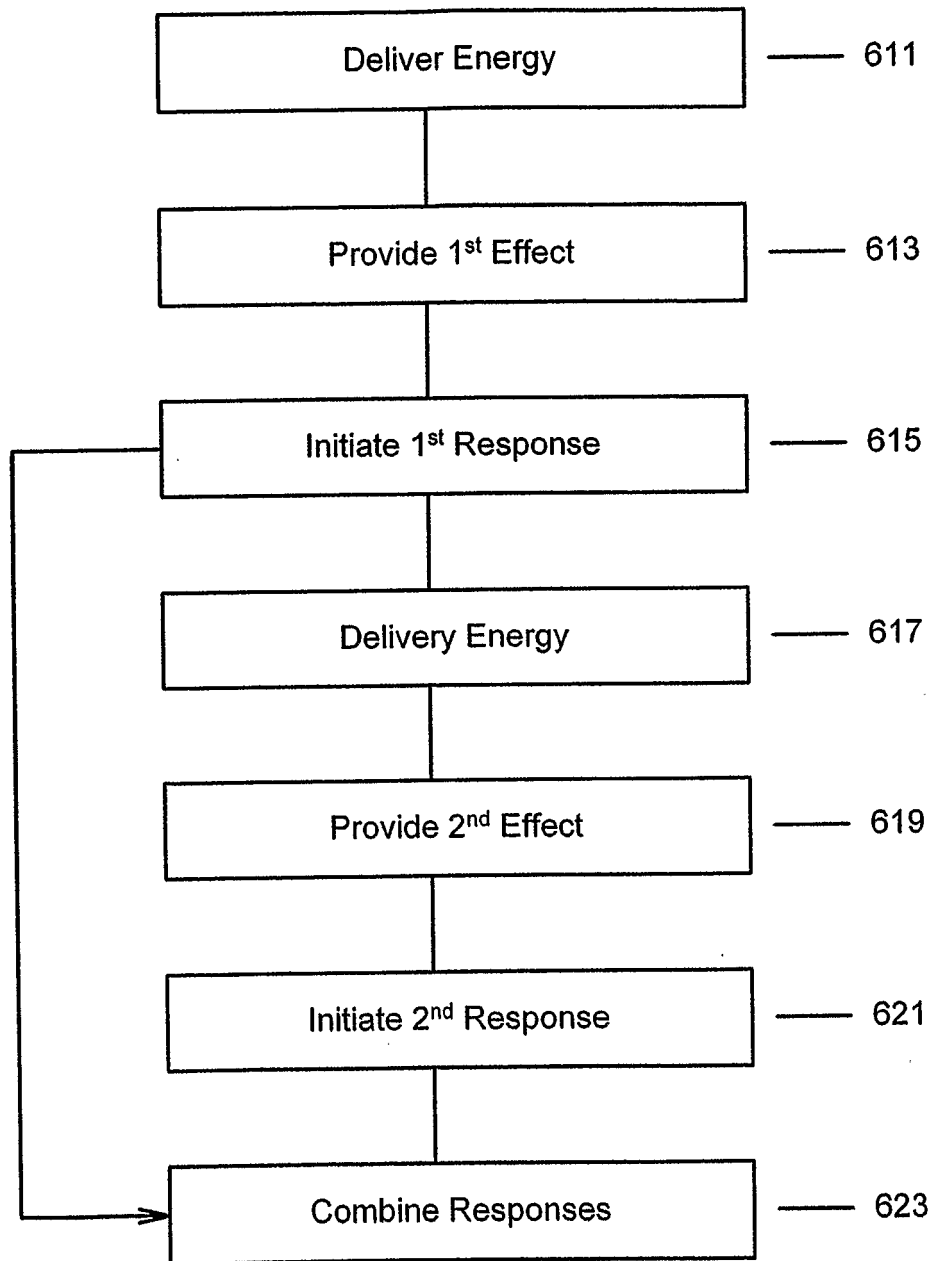 Deliver Energy 611
Provide 1st Effect 613
Initiate 1st Response 615
Delivery Energy 617
Provide 2nd Effect 619
Initiate 2nd Response 621
Combine Responses 623